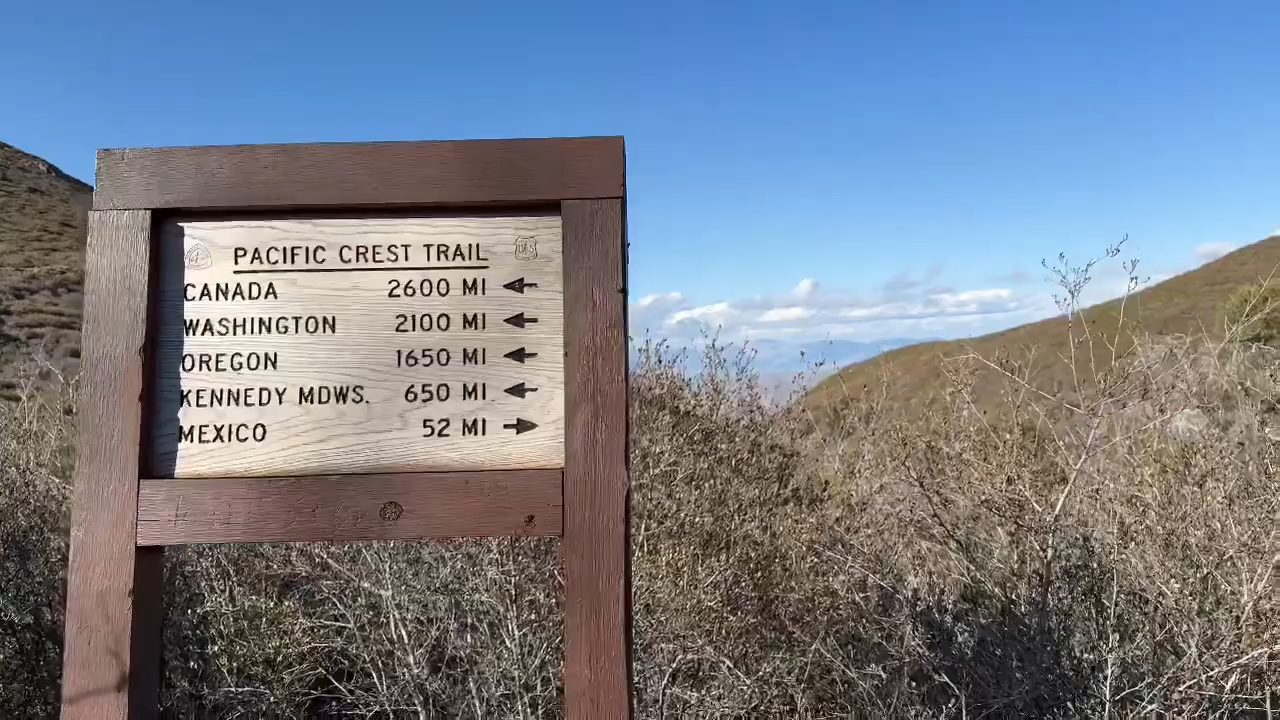 PACIFIC CREST TRAIL
CANADA 2600 MI
WASHINGTON 2100 MI
OREGON 1650 MI
KENNEDY MDWS. 650 MI
MEXICO 52 MI